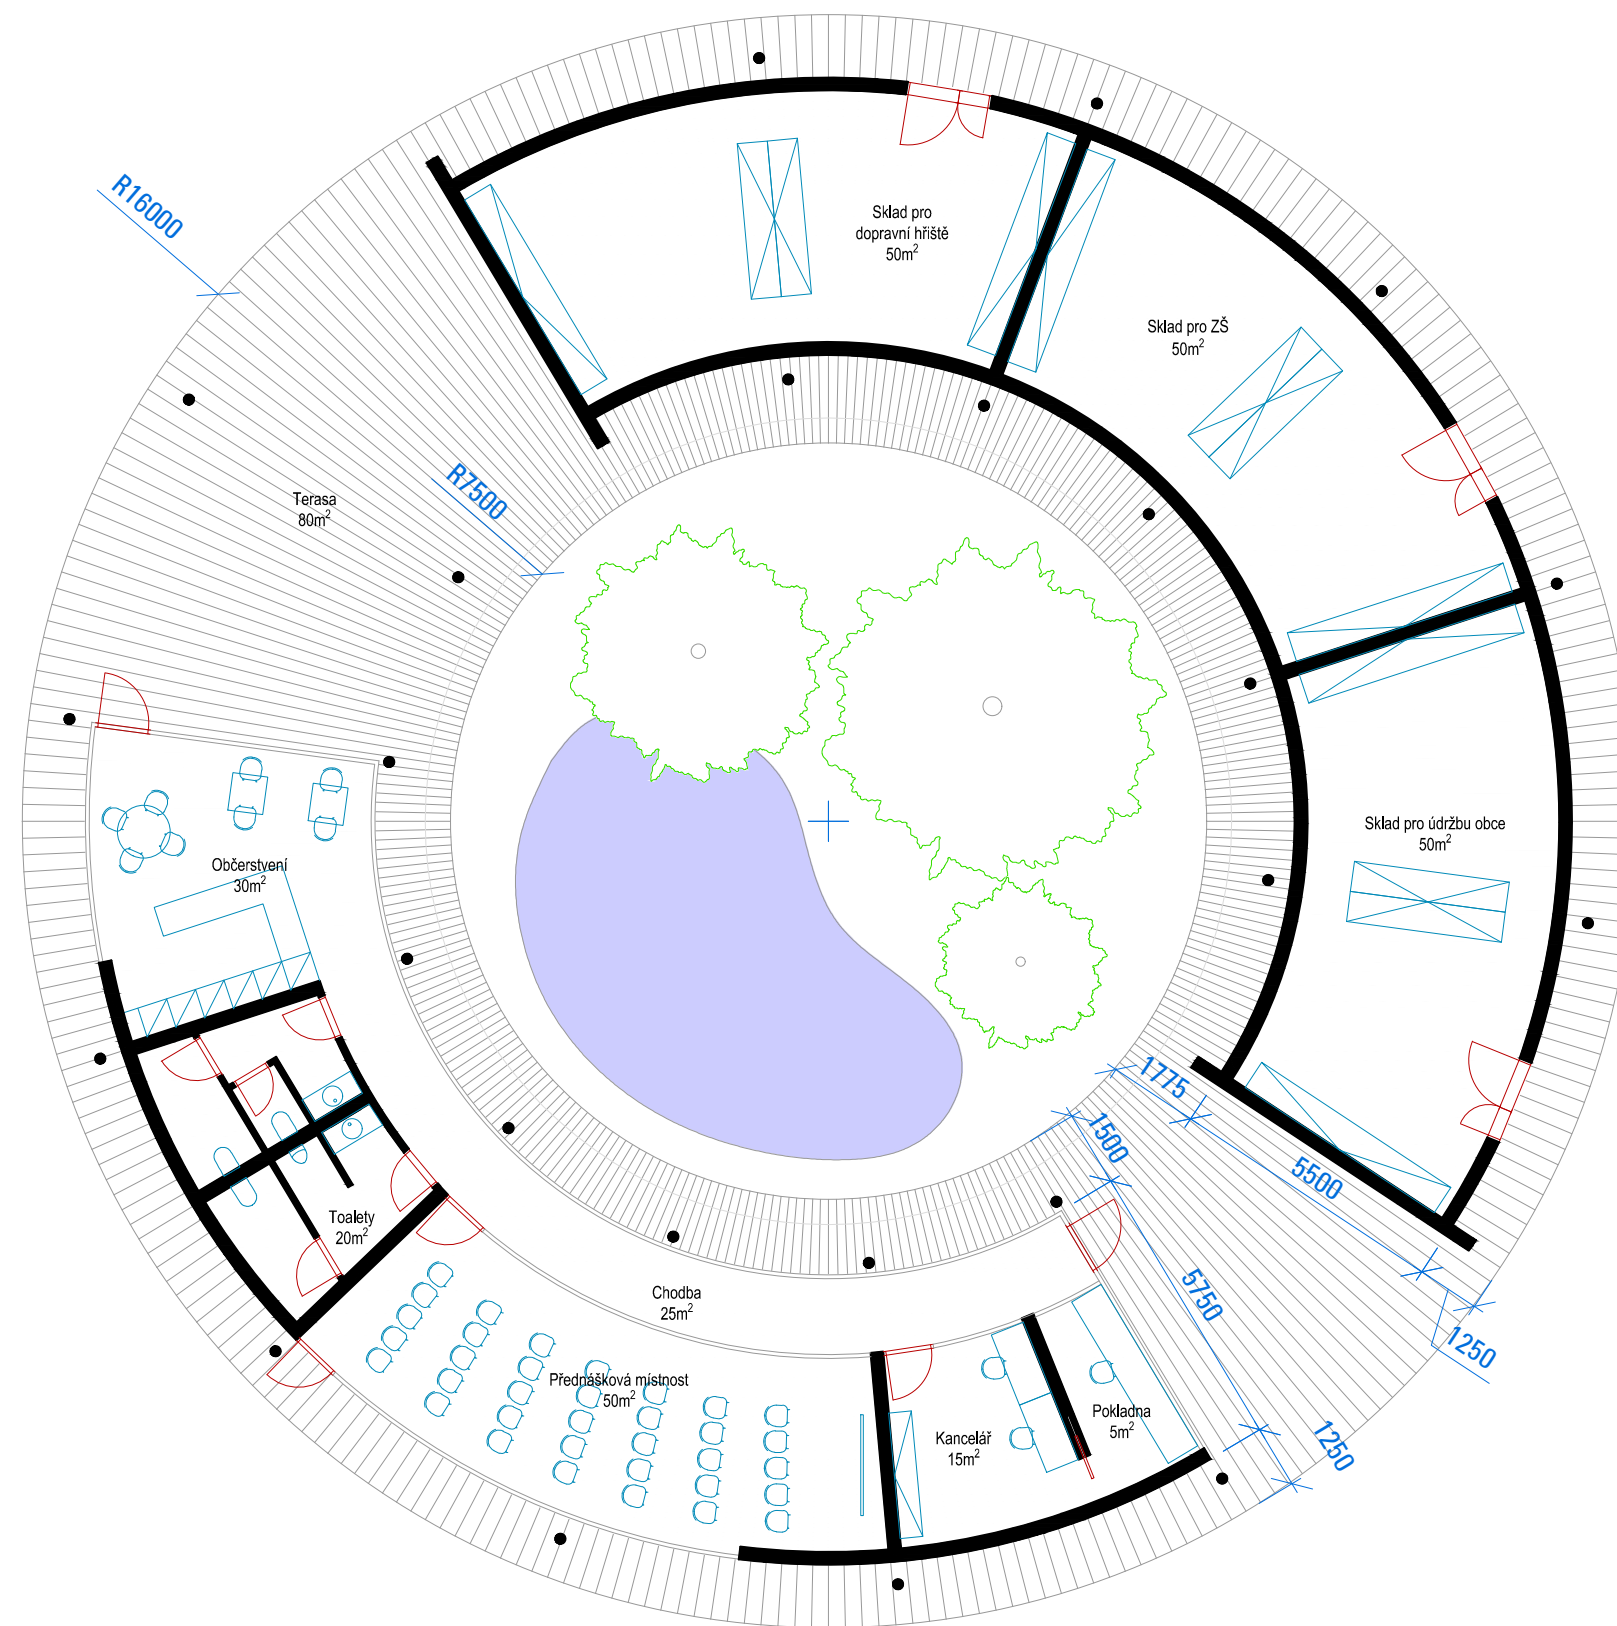 R16000
Sklad pro
dopravní hřiště
50m²
Sklad pro ZŠ
50m²
R7500
Terasa
80m²
Sklad pro údržbu obce
50m²
Občerstvení
30m²
1775
1500
5500
Toalety
20m²
5750
Chodba
25m²
1250
Přednášková místnost
50m²
Pokladna
5m²
Kancelář
15m²
1250